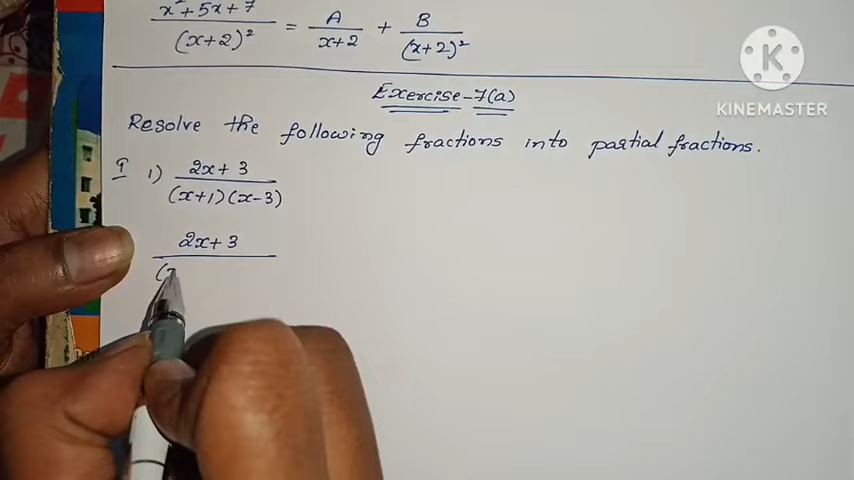 x²+5x+7 / (x+2)² = A / x+2 + B / (x+2)²
Exercise-7(a)
Resolve the following fractions into partial fractions.
I 1) 2x+3 / (x+1)(x-3)
2x+3 / (x
K
KINEMASTER